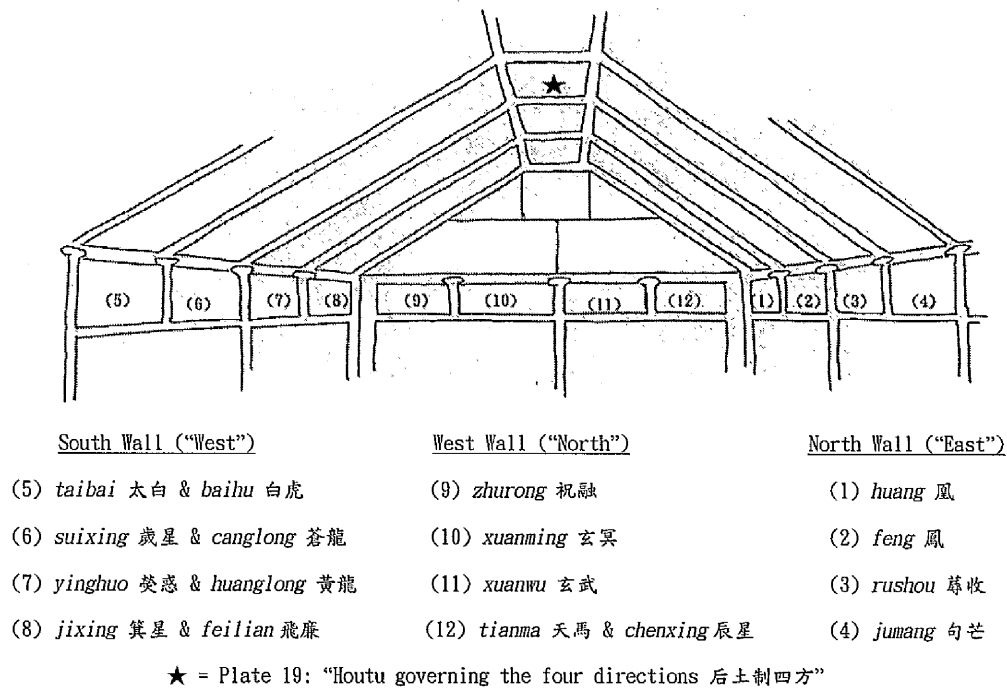 ★
(5) (6) (7) (8) (9) (10) (11) (12) (1) (2) (3) (4)
South Wall (“West”)
(5) taibai 太白 & baihu 白虎
(6) suixing 歲星 & canglong 蒼龍
(7) yinghuo 熒惑 & huanglong 黃龍
(8) jixing 箕星 & feilian 飛廉
West Wall (“North”)
(9) zhurong 祝融
(10) xuanming 玄冥
(11) xuanwu 玄武
(12) tianma 天馬 & chenxing 辰星
North Wall (“East”)
(1) huang 凰
(2) feng 鳳
(3) rushou 蓐收
(4) jumang 句芒
★ = Plate 19: “Houtu governing the four directions 后土制四方”